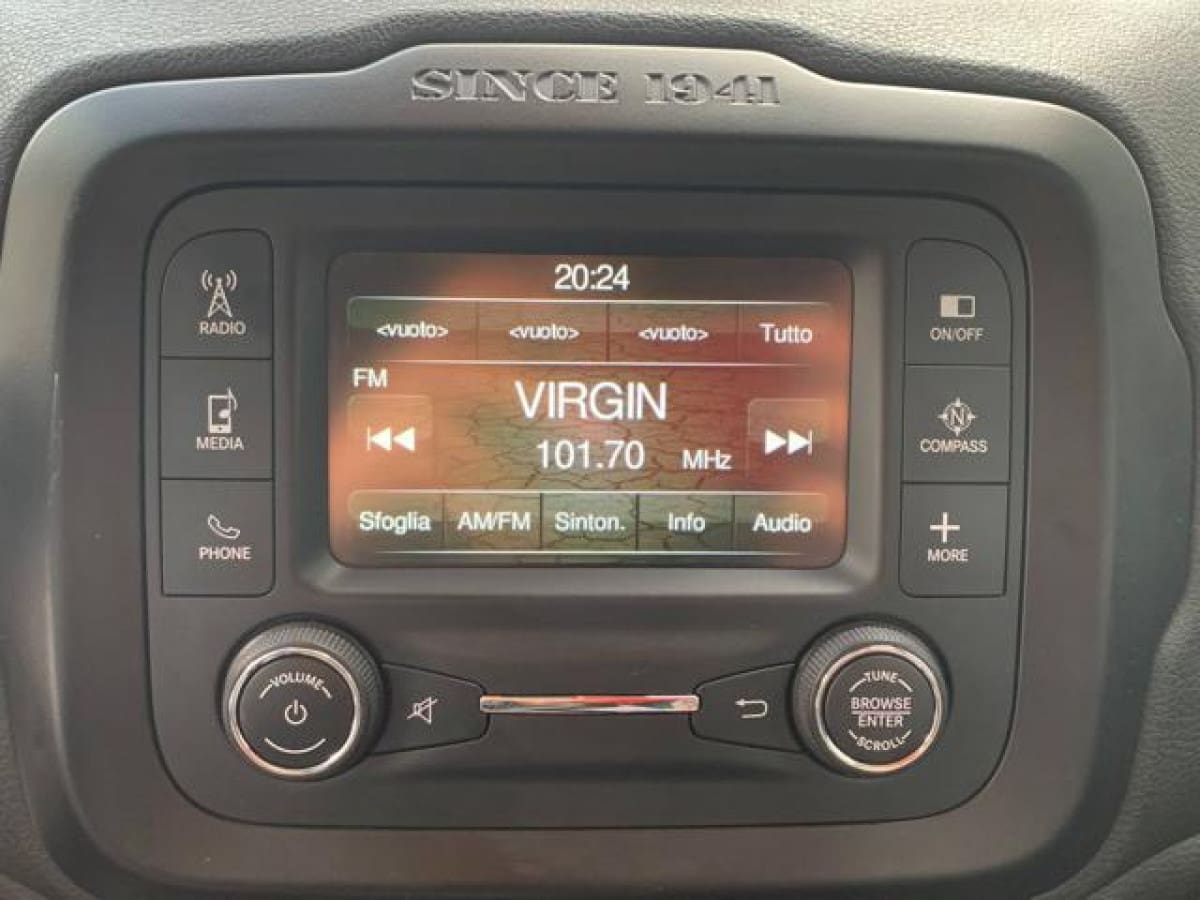 SINCE 1941
20:24
<vuoto> <vuoto> <vuoto> Tutto
FM
VIRGIN
101.70 MHz
Sfoglia AM/FM Sinton. Info Audio
RADIO
MEDIA
PHONE
ON/OFF
N
COMPASS
MORE
VOLUME
TUNE
BROWSE
ENTER
SCROLL